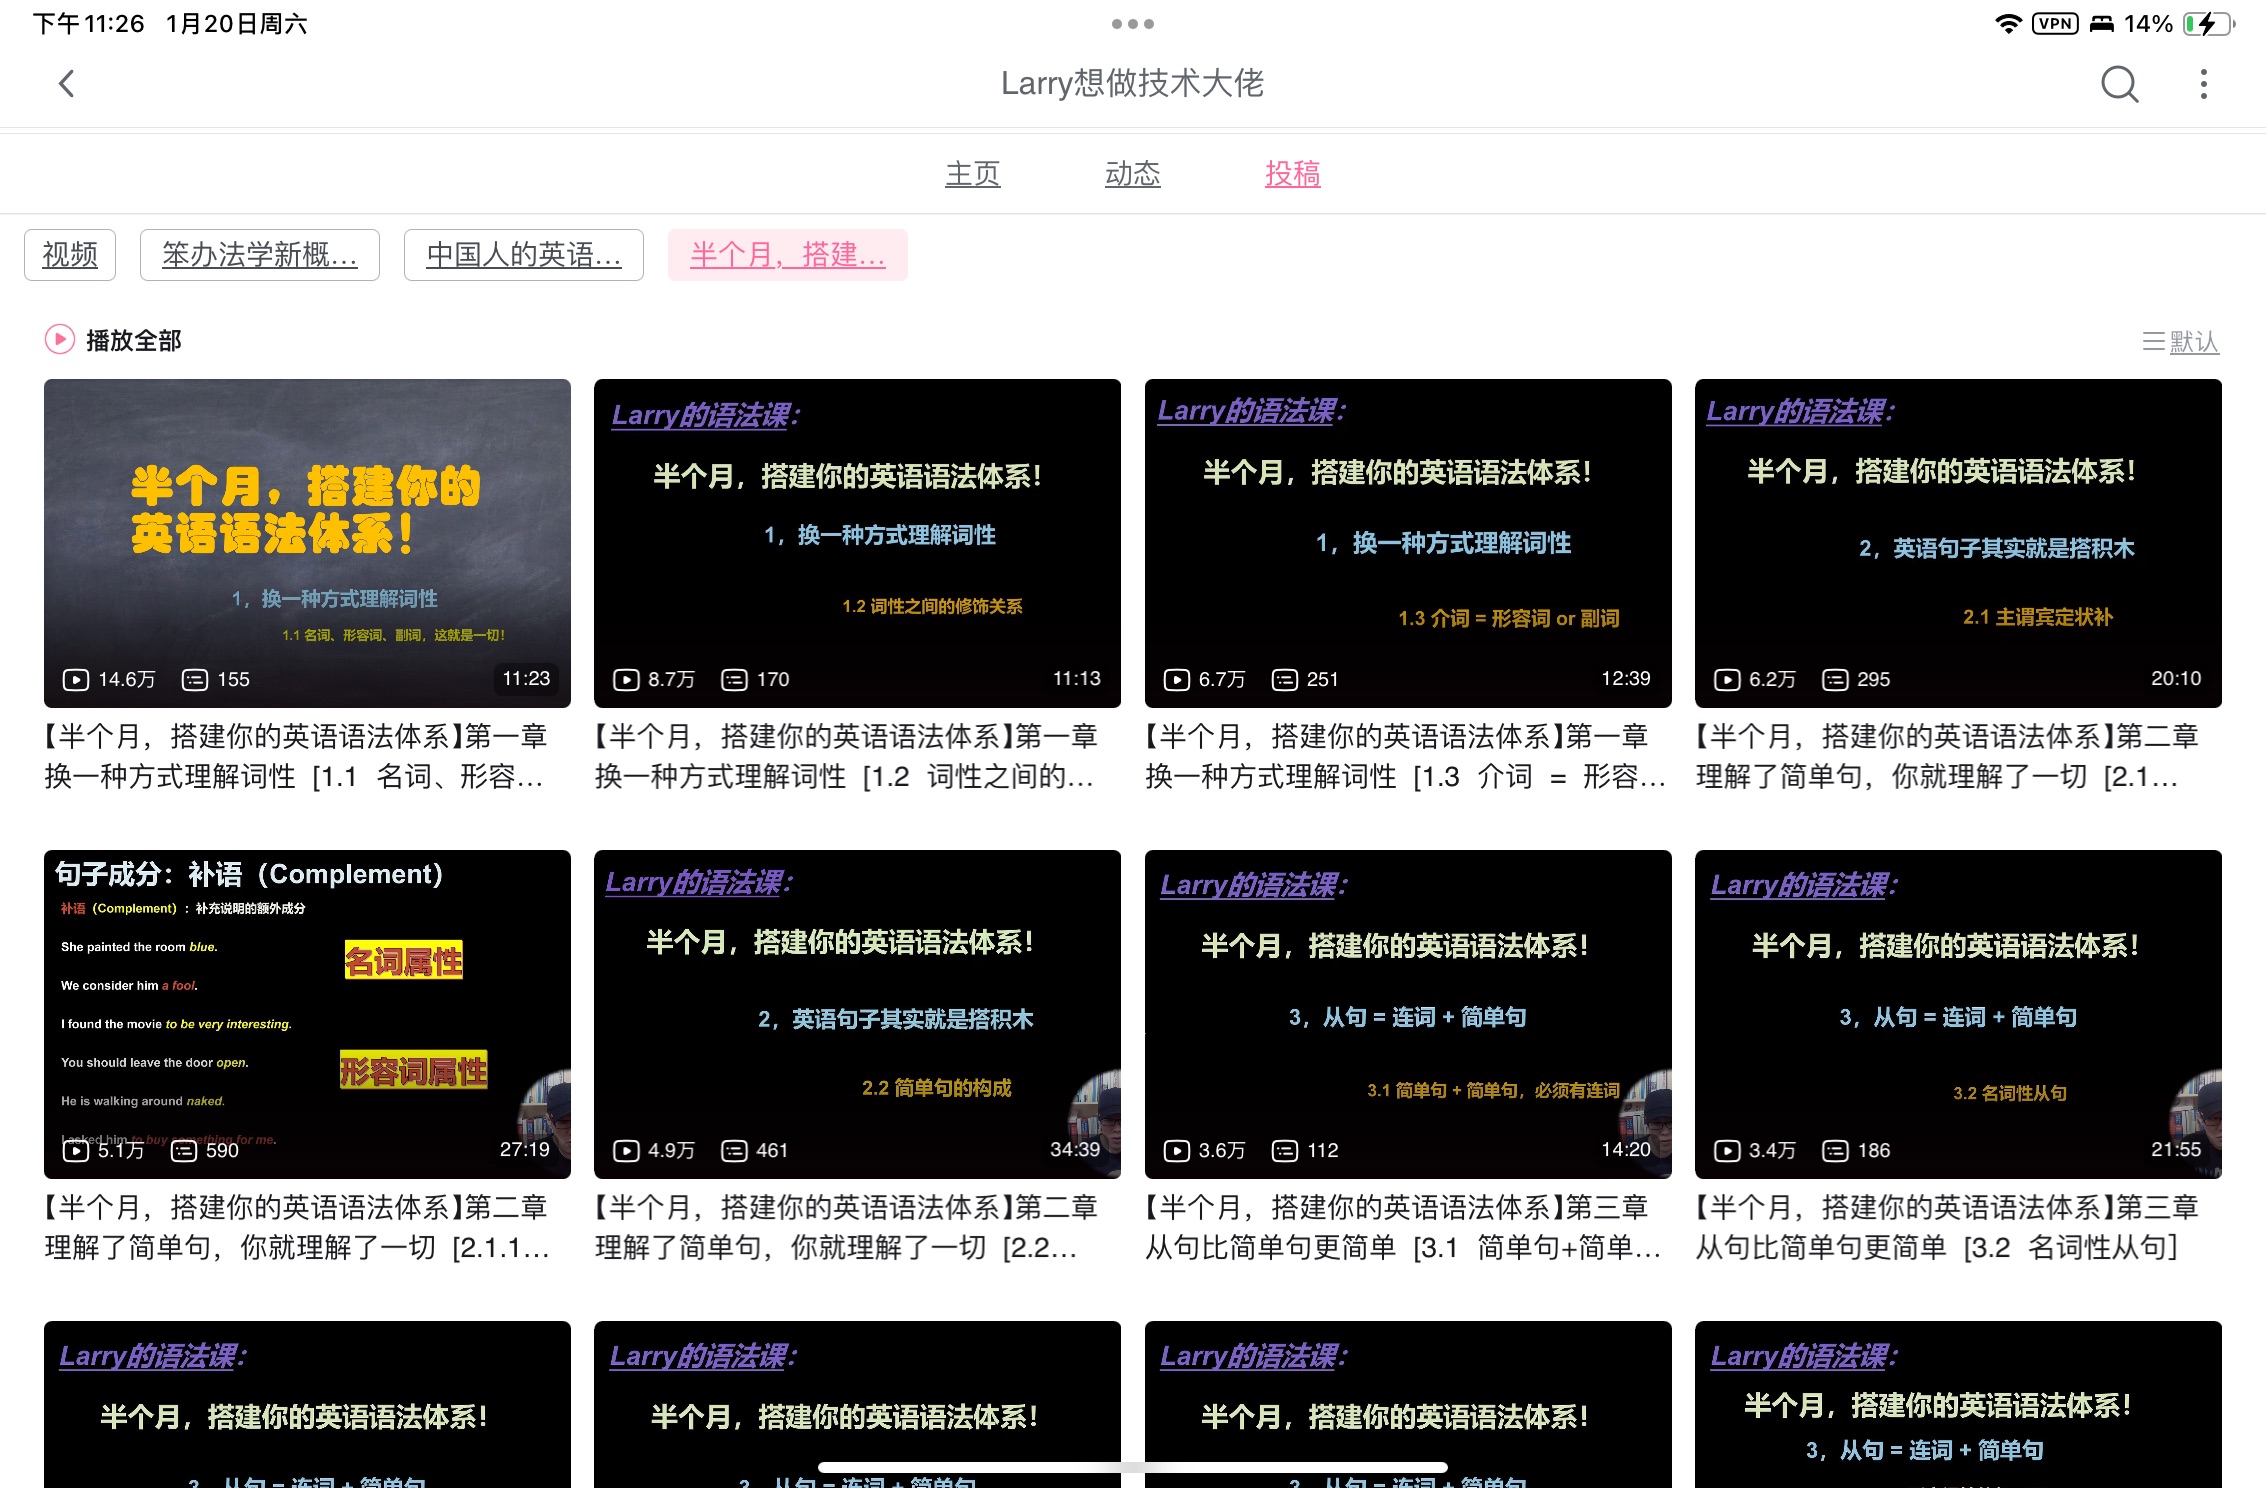 下午11:26 1月20日周六
VPN 14%
Larry想做技术大佬
主页 动态 投稿
视频 笨办法学新概... 中国人的英语... 半个月，搭建...
播放全部 默认
半个月，搭建你的
英语语法体系！
1，换一种方式理解词性
1.1 名词、形容词、副词，这就是一切！
14.6万 155 11:23
【半个月，搭建你的英语语法体系】第一章
换一种方式理解词性 [1.1 名词、形容...
Larry的语法课：
半个月，搭建你的英语语法体系！
1，换一种方式理解词性
1.2 词性之间的修饰关系
8.7万 170 11:13
【半个月，搭建你的英语语法体系】第一章
换一种方式理解词性 [1.2 词性之间的...
Larry的语法课：
半个月，搭建你的英语语法体系！
1，换一种方式理解词性
1.3 介词 = 形容词 or 副词
6.7万 251 12:39
【半个月，搭建你的英语语法体系】第一章
换一种方式理解词性 [1.3 介词 = 形容...
Larry的语法课：
半个月，搭建你的英语语法体系！
2，英语句子其实就是搭积木
2.1 主谓宾定状补
6.2万 295 20:10
【半个月，搭建你的英语语法体系】第二章
理解了简单句，你就理解了一切 [2.1...
句子成分：补语（Complement）
补语（Complement）：补充说明的额外成分
She painted the room blue.
名词属性
We consider him a fool.
I found the movie to be very interesting.
You should leave the door open.
形容词属性
He is walking around naked.
I asked him to buy something for me.
5.1万 590 27:19
【半个月，搭建你的英语语法体系】第二章
理解了简单句，你就理解了一切 [2.1.1...
Larry的语法课：
半个月，搭建你的英语语法体系！
2，英语句子其实就是搭积木
2.2 简单句的构成
4.9万 461 34:39
【半个月，搭建你的英语语法体系】第二章
理解了简单句，你就理解了一切 [2.2...
Larry的语法课：
半个月，搭建你的英语语法体系！
3，从句 = 连词 + 简单句
3.1 简单句 + 简单句，必须有连词
3.6万 112 14:20
【半个月，搭建你的英语语法体系】第三章
从句比简单句更简单 [3.1 简单句+简单...
Larry的语法课：
半个月，搭建你的英语语法体系！
3，从句 = 连词 + 简单句
3.2 名词性从句
3.4万 186 21:55
【半个月，搭建你的英语语法体系】第三章
从句比简单句更简单 [3.2 名词性从句]
Larry的语法课：
半个月，搭建你的英语语法体系！
3，从句 = 连词 + 简单句
Larry的语法课：
半个月，搭建你的英语语法体系！
3，从句 = 连词 + 简单句
Larry的语法课：
半个月，搭建你的英语语法体系！
3，从句 = 连词 + 简单句
Larry的语法课：
半个月，搭建你的英语语法体系！
3，从句 = 连词 + 简单句